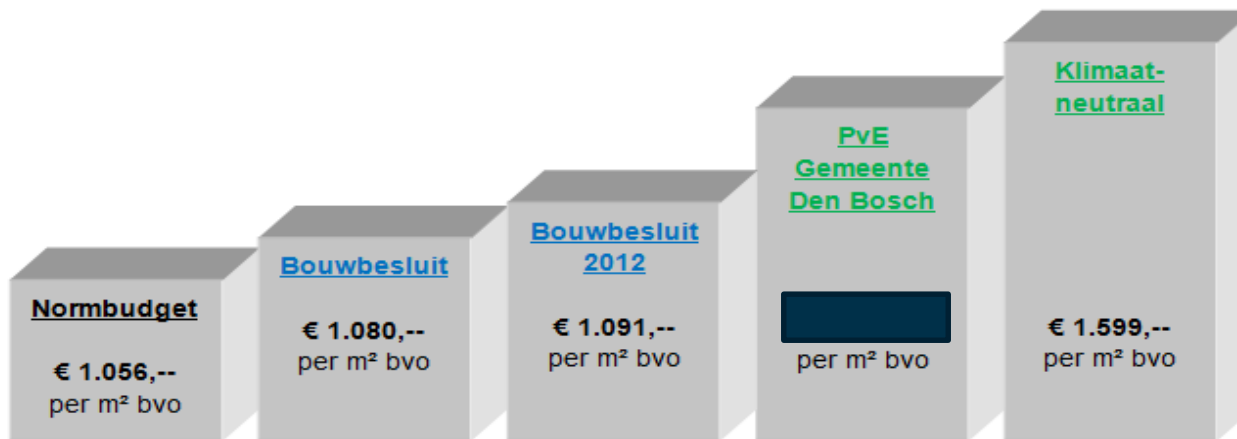 Normbudget
€ 1.056,--
per m² bvo
Bouwbesluit
€ 1.080,--
per m² bvo
Bouwbesluit
2012
€ 1.091,--
per m² bvo
PvE
Gemeente
Den Bosch
per m² bvo
Klimaat-
neutraal
€ 1.599,--
per m² bvo